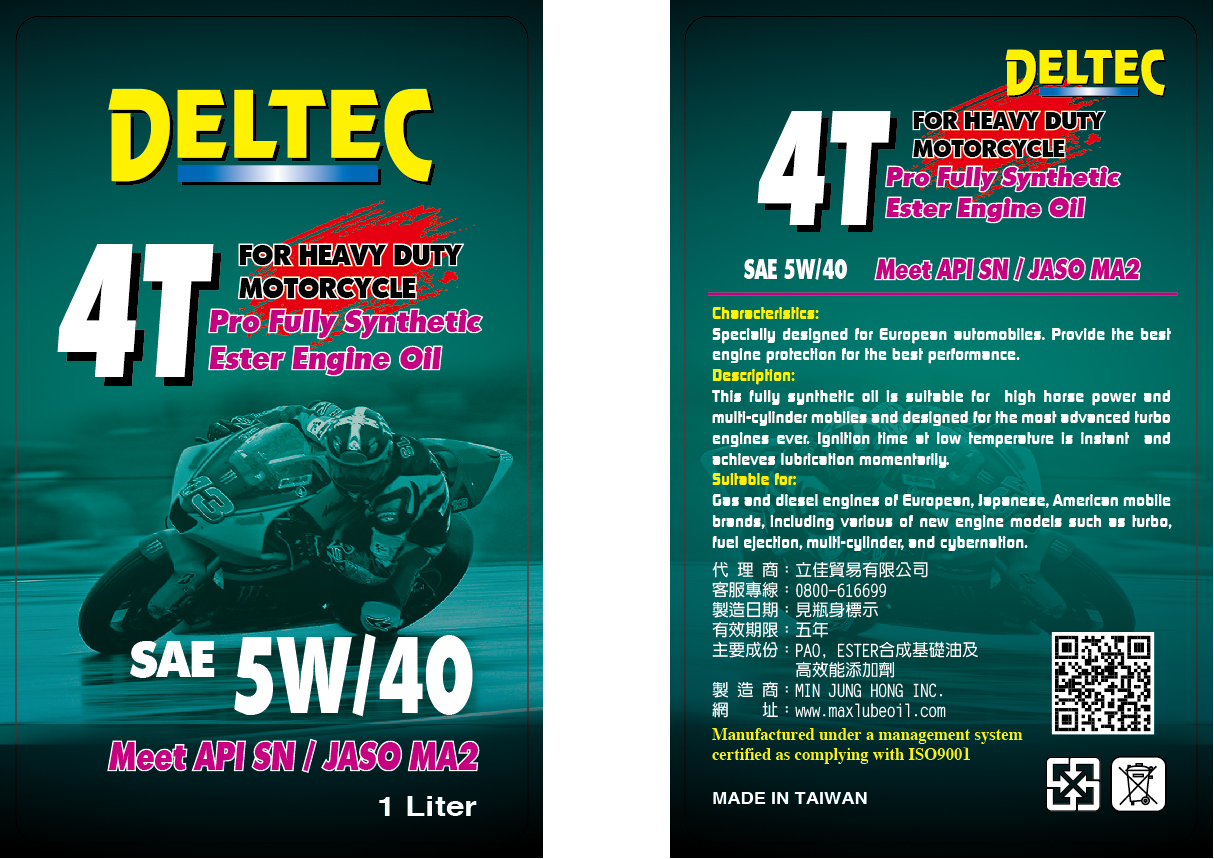 DELTEC
4T
FOR HEAVY DUTY
MOTORCYCLE
Pro Fully Synthetic
Ester Engine Oil
13
SAE 5W/40
Meet API SN / JASO MA2
1 Liter
DELTEC
4T
FOR HEAVY DUTY
MOTORCYCLE
Pro Fully Synthetic
Ester Engine Oil
SAE 5W/40 Meet API SN / JASO MA2
Characteristics:
Specially designed for European automobiles. Provide the best
engine protection for the best performance.
Description:
This fully synthetic oil is suitable for high horse power and
multi-cylinder mobiles and designed for the most advanced turbo
engines ever. Ignition time at low temperature is instant and
achieves lubrication momentarily.
Suitable for:
Gas and diesel engines of European, Japanese, American mobile
brands, including various of new engine models such as turbo,
fuel ejection, multi-cylinder, and cybernation.
代理商：立佳貿易有限公司
客服專線：0800-616699
製造日期：見瓶身標示
有效期限：五年
主要成份：PAO, ESTER合成基礎油及
高效能添加劑
製造商：MIN JUNG HONG INC.
網址：www.maxlubeoil.com
Manufactured under a management system
certified as complying with ISO9001
MADE IN TAIWAN